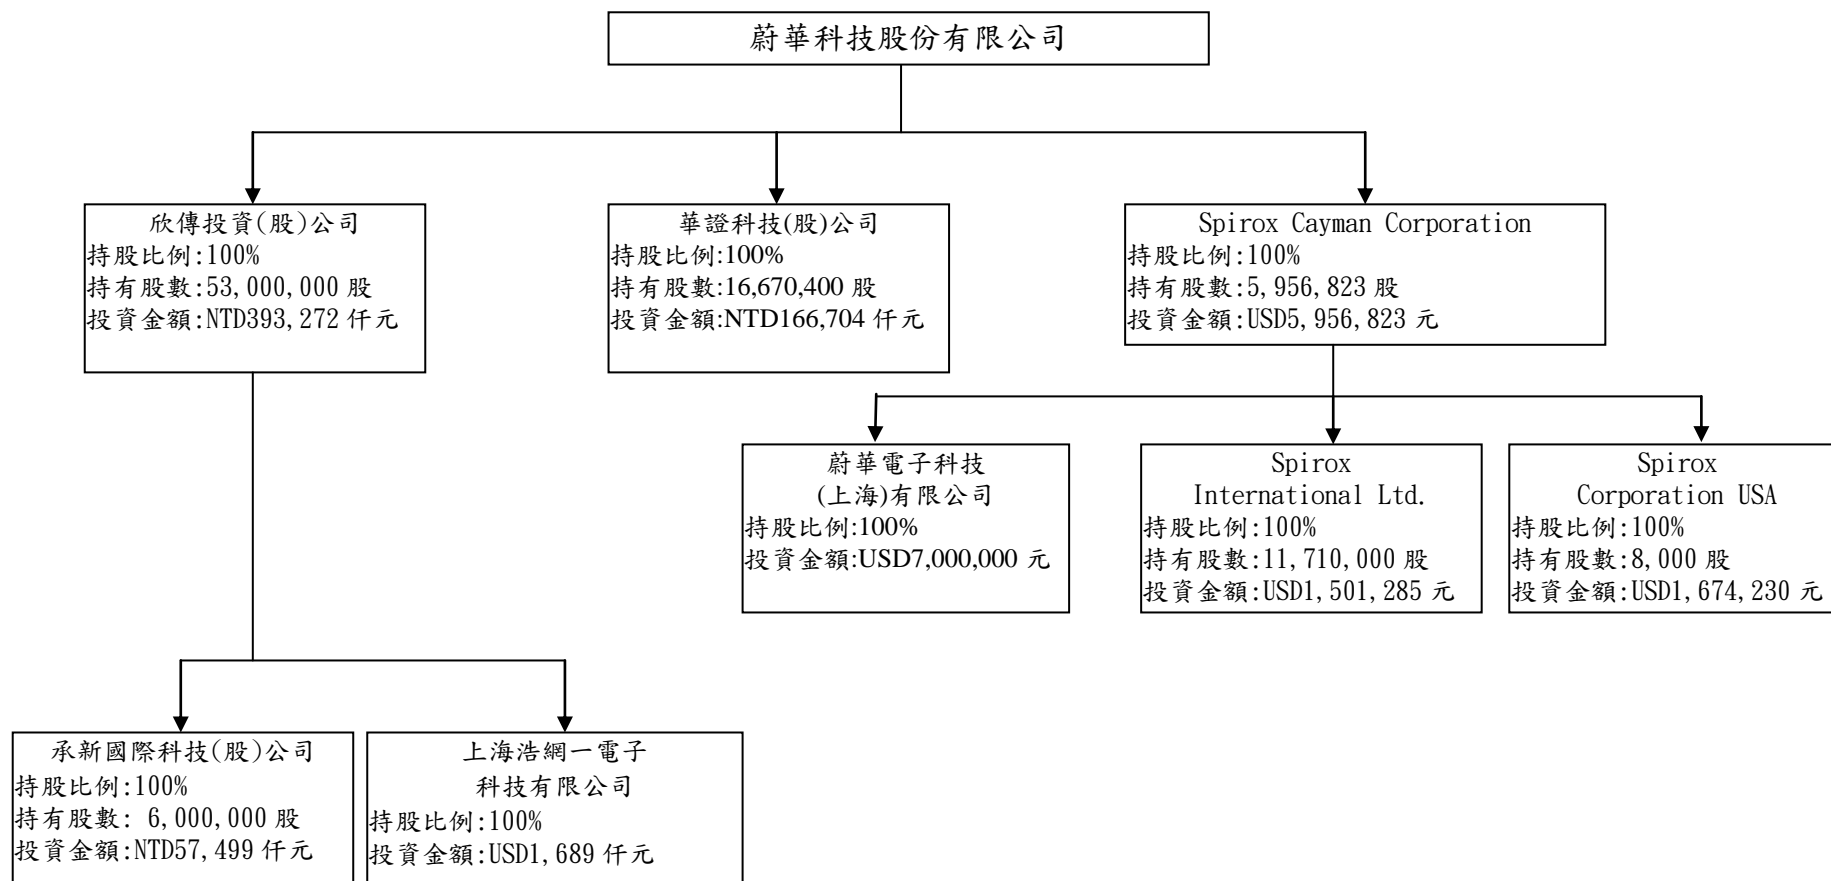 蔚華科技股份有限公司
欣傳投資(股)公司
持股比例:100%
持有股數:53,000,000 股
投資金額:NTD393,272 仟元
華證科技(股)公司
持股比例:100%
持有股數:16,670,400 股
投資金額:NTD166,704 仟元
Spirox Cayman Corporation
持股比例:100%
持有股數:5,956,823 股
投資金額:USD5,956,823 元
蔚華電子科技
(上海)有限公司
持股比例:100%
投資金額:USD7,000,000 元
Spirox
International Ltd.
持股比例:100%
持有股數:11,710,000 股
投資金額:USD1,501,285 元
Spirox
Corporation USA
持股比例:100%
持有股數:8,000 股
投資金額:USD1,674,230 元
承新國際科技(股)公司
持股比例:100%
持有股數: 6,000,000 股
投資金額:NTD57,499 仟元
上海浩網一電子
科技有限公司
持股比例:100%
投資金額:USD1,689 仟元